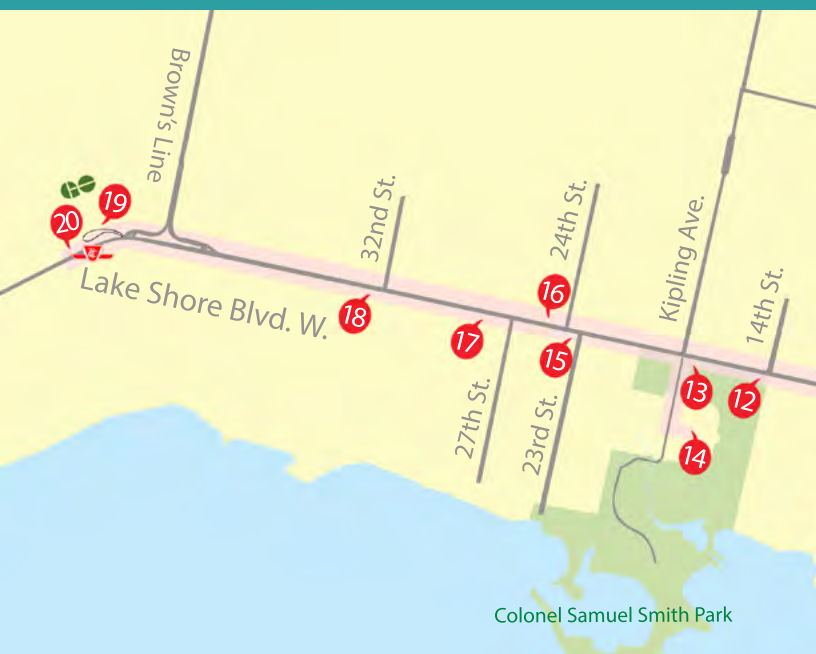 Brown's Line
19
20
32nd St.
24th St.
Kipling Ave.
14th St.
Lake Shore Blvd. W.
18
17
16
15
13
12
27th St.
23rd St.
14
Colonel Samuel Smith Park